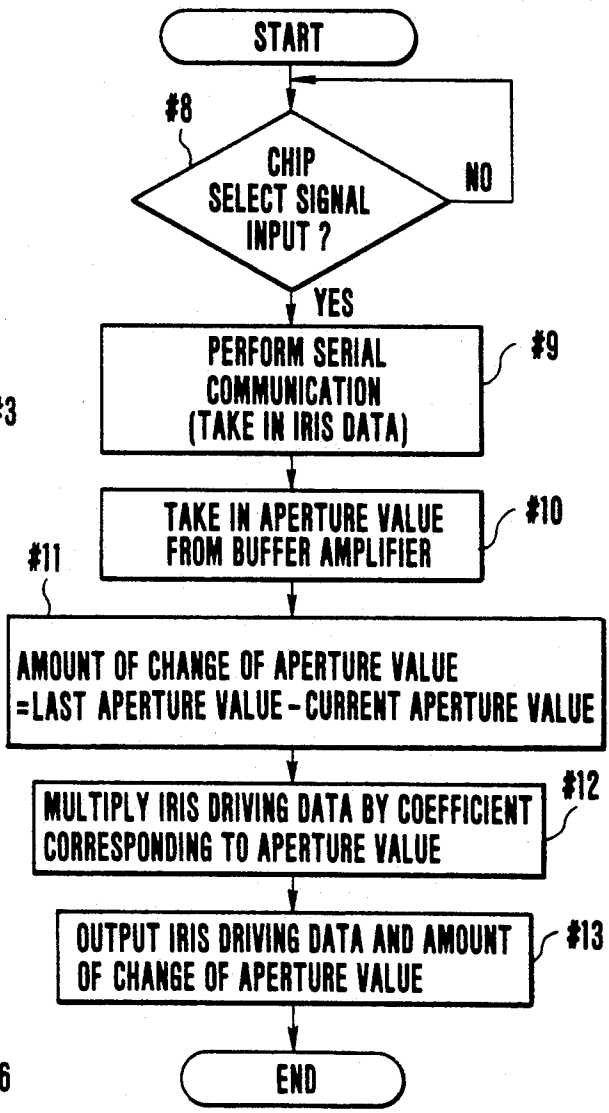 START
#8
CHIP
SELECT SIGNAL
INPUT ?
NO
YES
PERFORM SERIAL
COMMUNICATION
(TAKE IN IRIS DATA)
#9
#3
TAKE IN APERTURE VALUE
FROM BUFFER AMPLIFIER
#10
#11
AMOUNT OF CHANGE OF APERTURE VALUE
=LAST APERTURE VALUE-CURRENT APERTURE VALUE
#12
MULTIPLY IRIS DRIVING DATA BY COEFFICIENT
CORRESPONDING TO APERTURE VALUE
OUTPUT IRIS DRIVING DATA AND AMOUNT
OF CHANGE OF APERTURE VALUE
#13
6
END